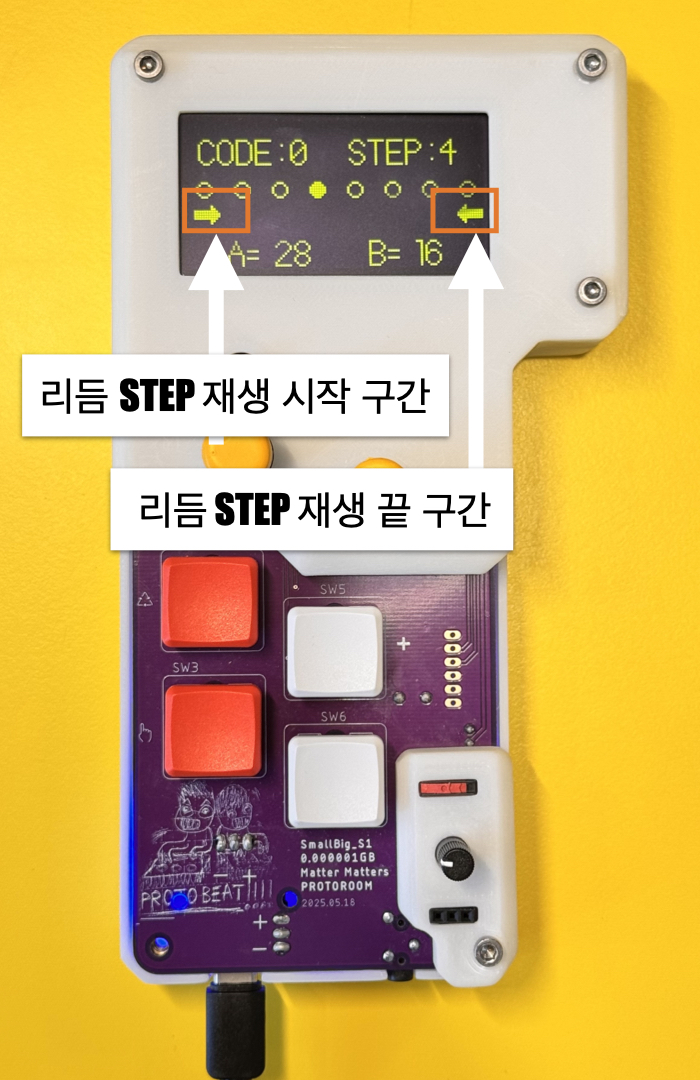 CODE:0 STEP:4
A= 28 B= 16
리듬 STEP 재생 시작 구간
리듬 STEP 재생 끝 구간
SW5
+
SW3
SW6
SmallBig_S1
0.000001GB
Matter Matters
PROTOROOM
2025.05.18
− +
PROTO BEAT
+
−